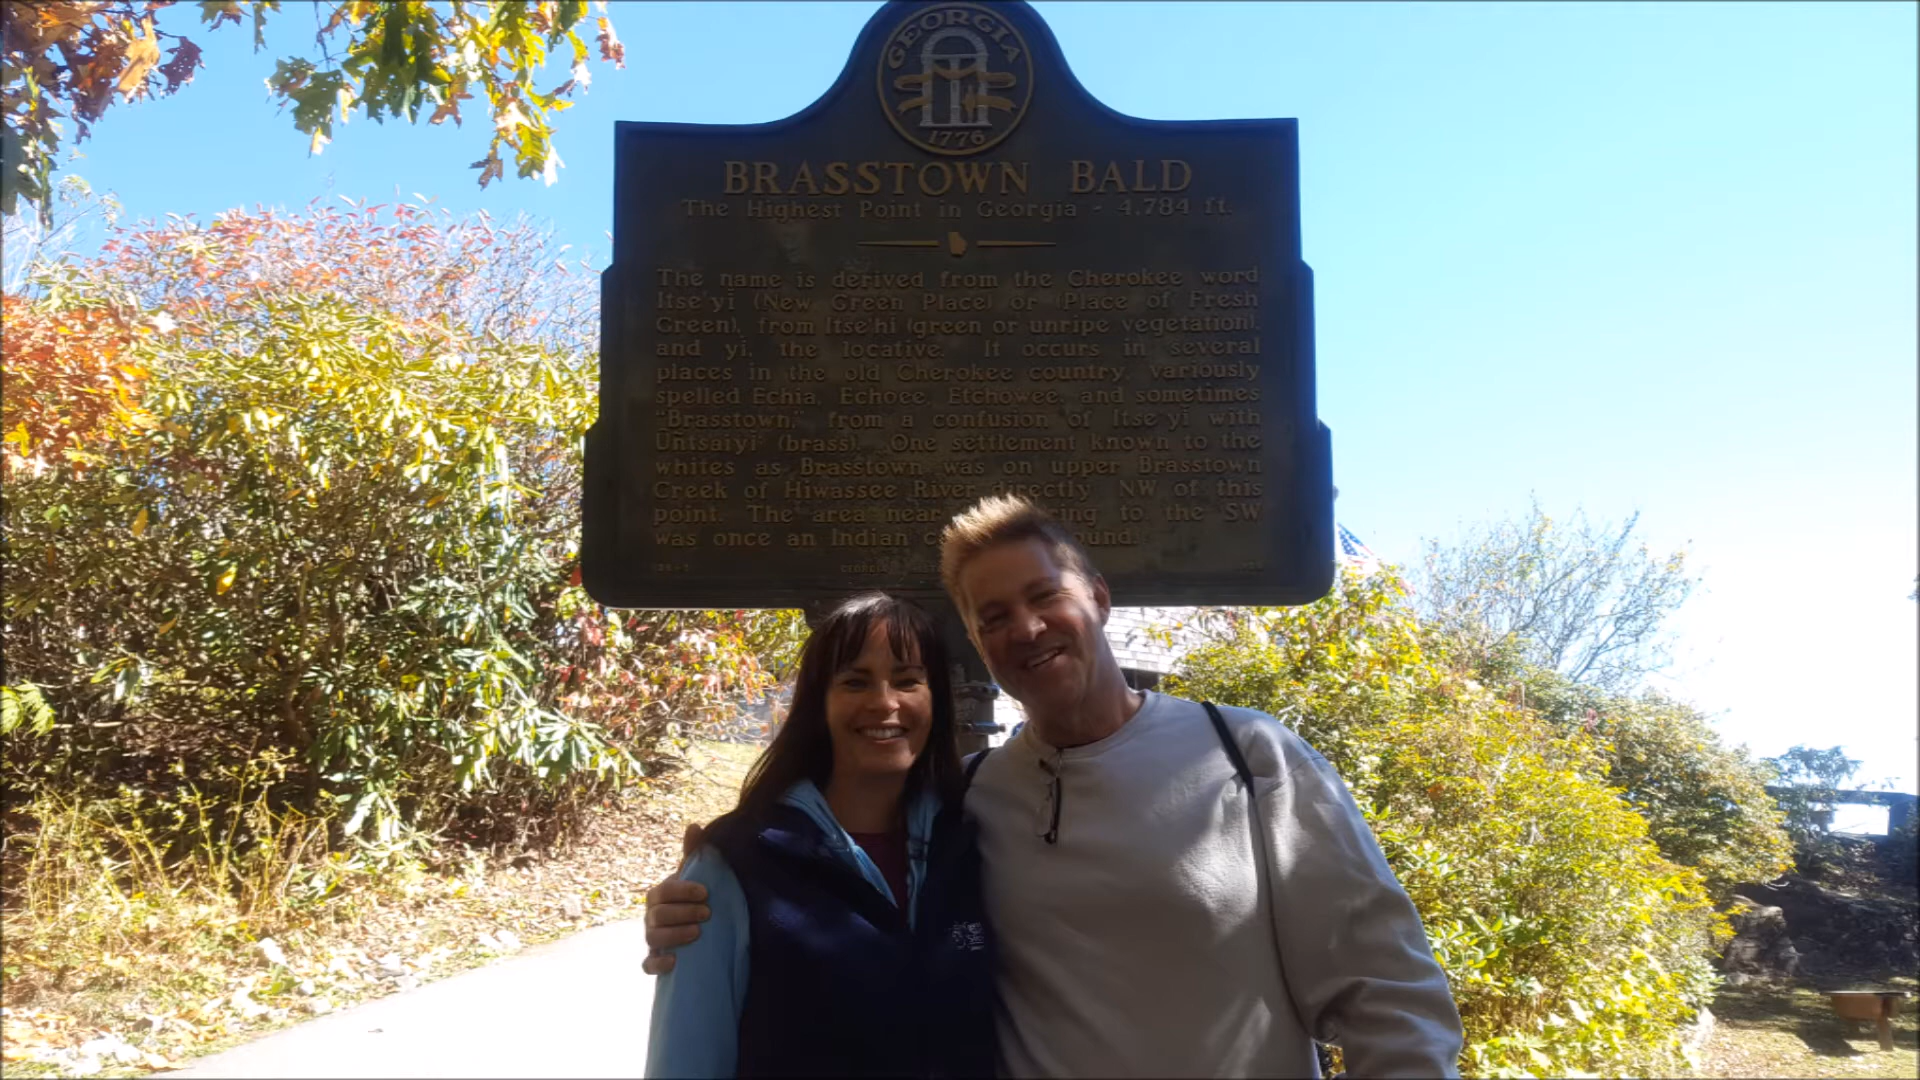 GEORGIA
1776
BRASSTOWN BALD
The Highest Point in Georgia - 4,784 ft.
The name is derived from the Cherokee word
Itse'yi (New Green Place) or (Place of Fresh
Green), from Itse'hi (green or unripe vegetation),
and yi, the locative. It occurs in several
places in the old Cherokee country, variously
spelled Echia, Echoee, Etchowee, and sometimes
"Brasstown," from a confusion of Itse'yi with
Untsaiyi' (brass). One settlement known to the
whites as Brasstown was on upper Brasstown
Creek of Hiwassee River directly NW of this
point. The area near ring to the SW
was once an Indian ound.